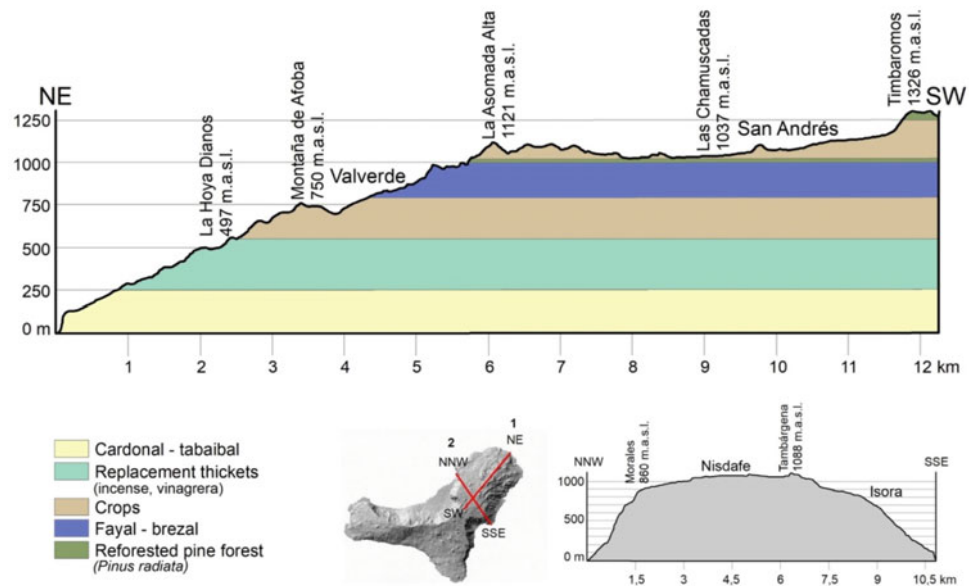 NE
SW
La Hoya Dianos
497 m.a.s.l.
Montaña de Afoba
750 m.a.s.l.
Valverde
La Asomada Alta
1121 m.a.s.l.
Las Chamuscadas
1037 m.a.s.l.
San Andrés
Timbaromos
1326 m.a.s.l.
1250
1000
750
500
250
0 m
1 2 3 4 5 6 7 8 9 10 11 12 km
Cardonal - tabaibal
Replacement thickets
(incense, vinagrera)
Crops
Fayal - brezal
Reforested pine forest
(Pinus radiata)
1
NE
2
NNW
SW
SSE
NNW
SSE
Morales
860 m.a.s.l.
Nisdafe
Tambárgena
1088 m.a.s.l.
Isora
1000
500
0 m
1,5 3 4,5 6 7,5 9 10,5 km